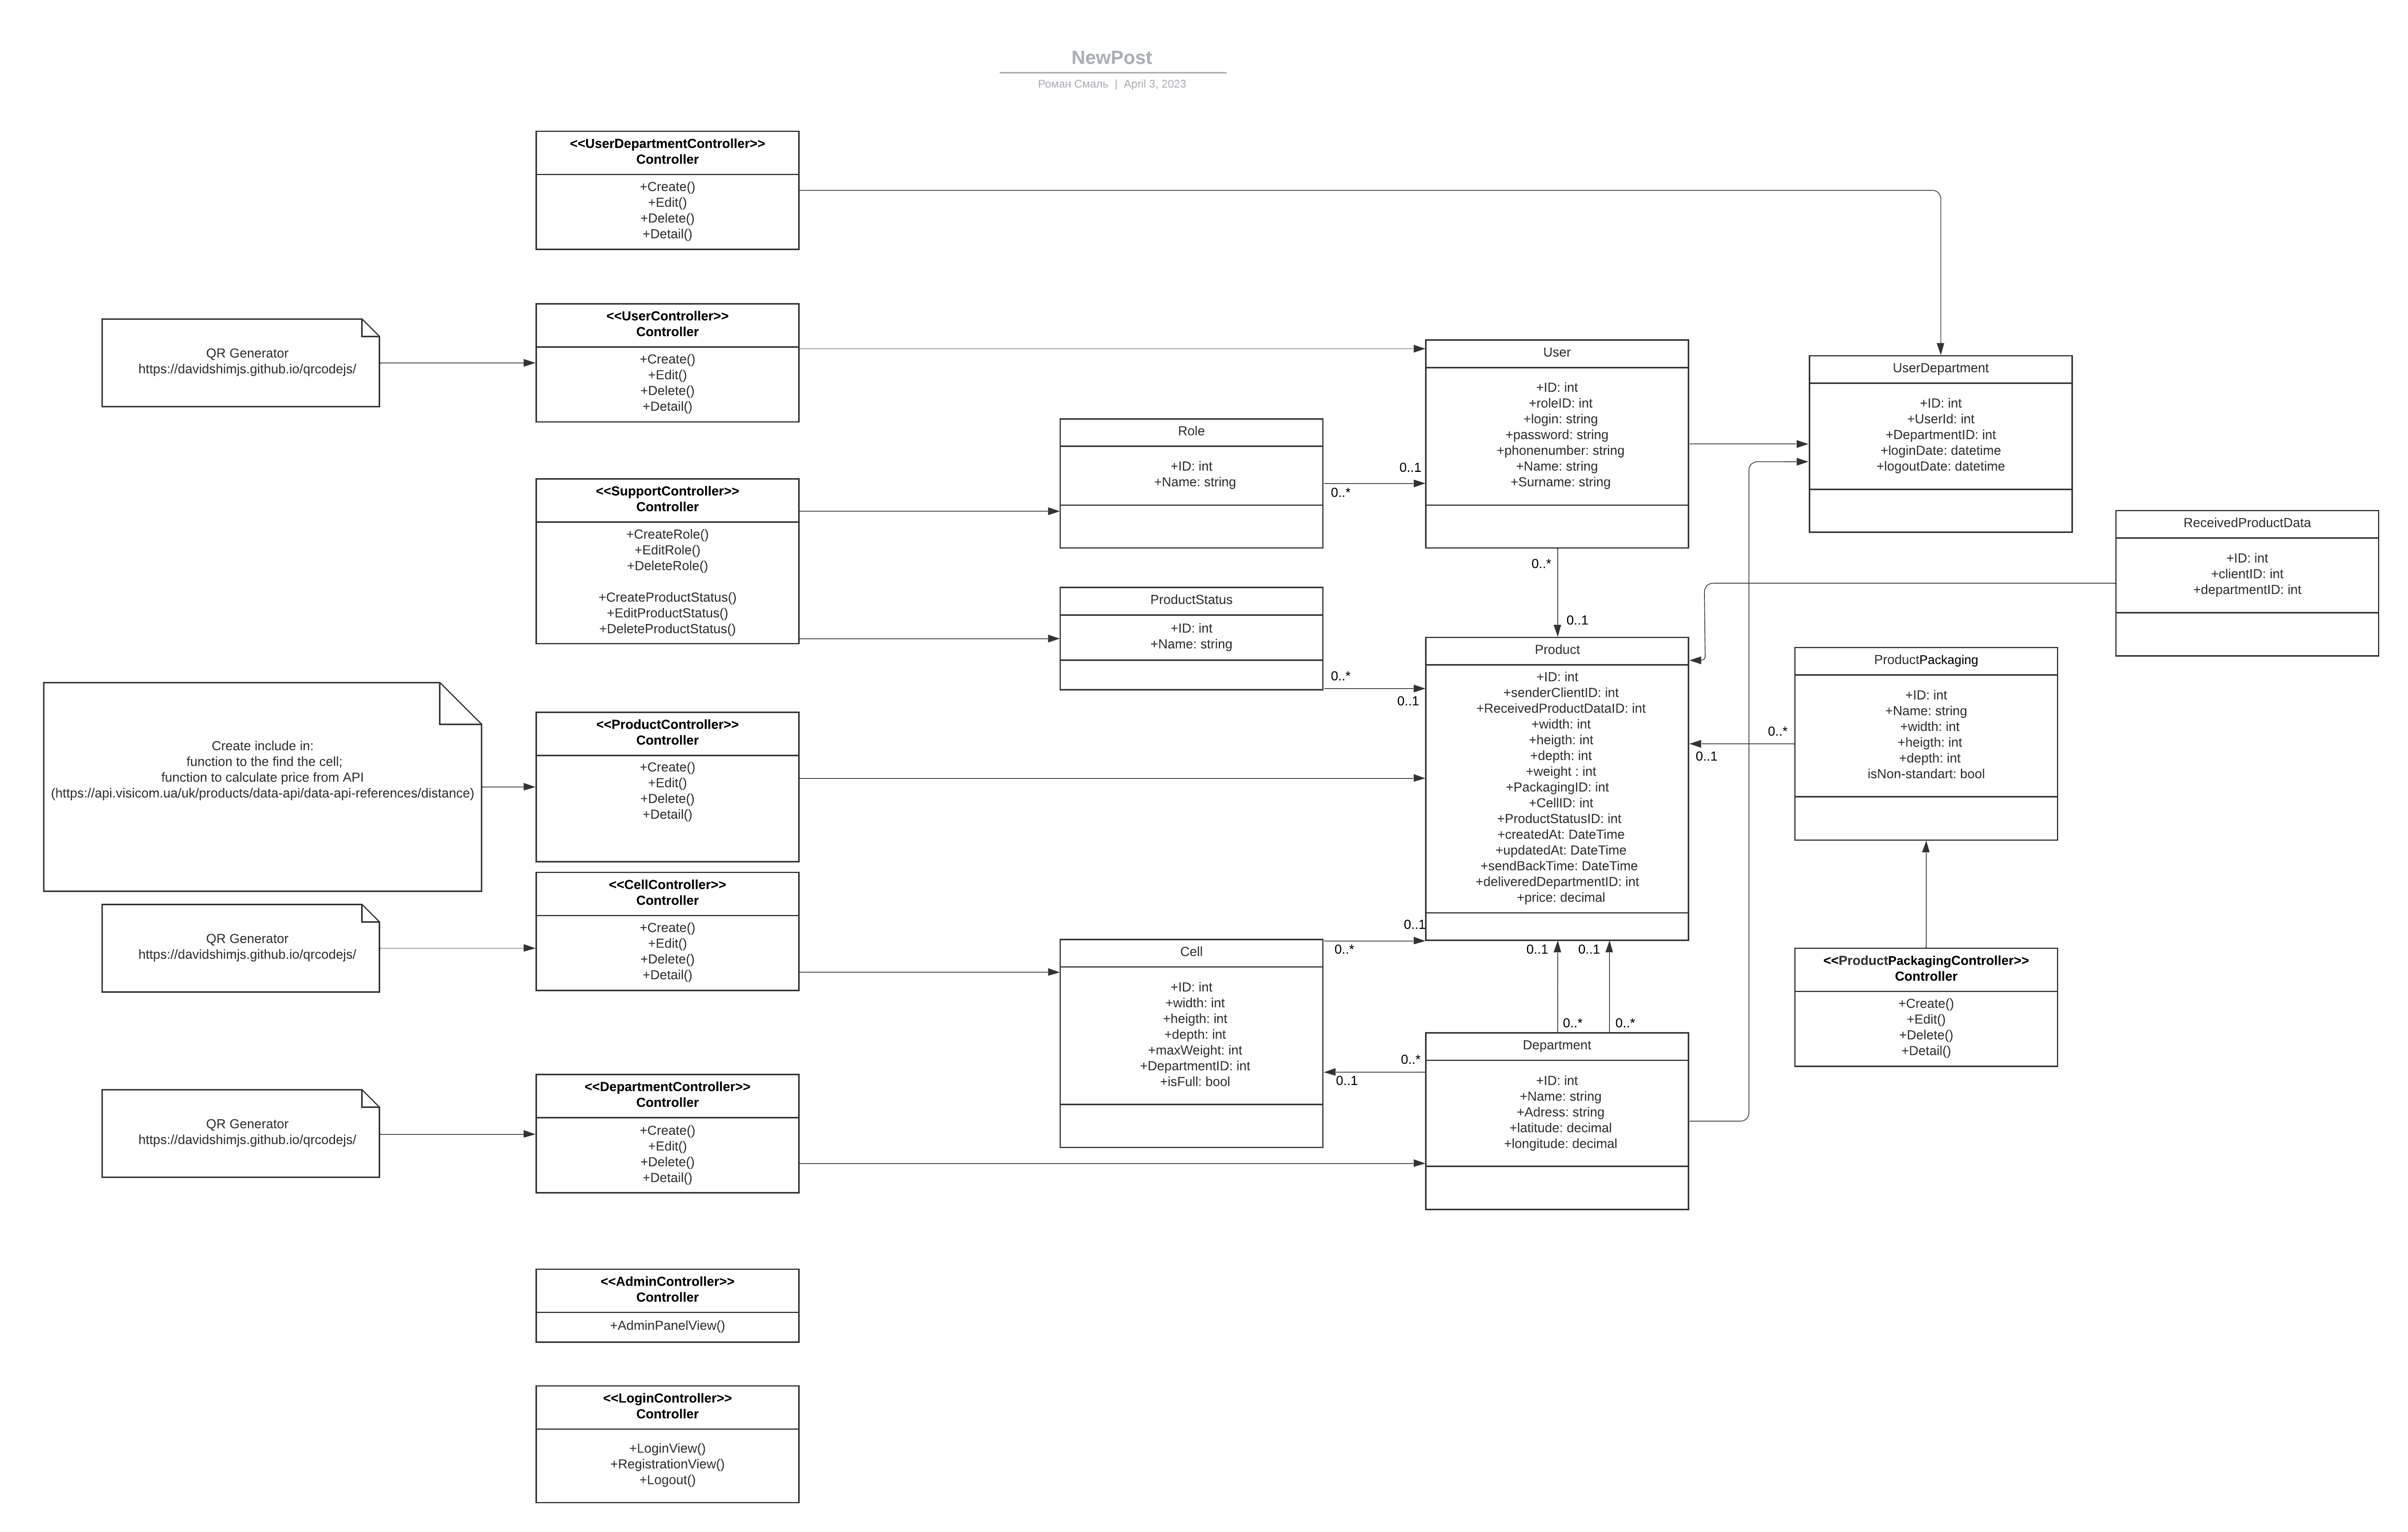 NewPost
Роман Смаль | April 3, 2023
<<UserDepartmentController>>
Controller
+Create()
+Edit()
+Delete()
+Detail()
QR Generator
https://davidshimjs.github.io/qrcodejs/
<<UserController>>
Controller
+Create()
+Edit()
+Delete()
+Detail()
User
+ID: int
+roleID: int
+login: string
+password: string
+phonenumber: string
+Name: string
+Surname: string
UserDepartment
+ID: int
+UserId: int
+DepartmentID: int
+loginDate: datetime
+logoutDate: datetime
Role
+ID: int
+Name: string
0..1
0..*
<<SupportController>>
Controller
+CreateRole()
+EditRole()
+DeleteRole()
+CreateProductStatus()
+EditProductStatus()
+DeleteProductStatus()
ReceivedProductData
+ID: int
+clientID: int
+departmentID: int
0..*
0..1
ProductStatus
+ID: int
+Name: string
0..*
0..1
Product
+ID: int
+senderClientID: int
+ReceivedProductDataID: int
+width: int
+heigth: int
+depth: int
+weight : int
+PackagingID: int
+CellID: int
+ProductStatusID: int
+createdAt: DateTime
+updatedAt: DateTime
+sendBackTime: DateTime
+deliveredDepartmentID: int
+price: decimal
ProductPackaging
+ID: int
+Name: string
+width: int
+heigth: int
+depth: int
isNon-standart: bool
0..*
0..1
Create include in:
function to the find the cell;
function to calculate price from API
(https://api.visicom.ua/uk/products/data-api/data-api-references/distance)
<<ProductController>>
Controller
+Create()
+Edit()
+Delete()
+Detail()
QR Generator
https://davidshimjs.github.io/qrcodejs/
<<CellController>>
Controller
+Create()
+Edit()
+Delete()
+Detail()
Cell
+ID: int
+width: int
+heigth: int
+depth: int
+maxWeight: int
+DepartmentID: int
+isFull: bool
0..1
0..*
0..1
0..1
0..*
0..*
<<ProductPackagingController>>
Controller
+Create()
+Edit()
+Delete()
+Detail()
0..*
0..1
Department
+ID: int
+Name: string
+Adress: string
+latitude: decimal
+longitude: decimal
QR Generator
https://davidshimjs.github.io/qrcodejs/
<<DepartmentController>>
Controller
+Create()
+Edit()
+Delete()
+Detail()
<<AdminController>>
Controller
+AdminPanelView()
<<LoginController>>
Controller
+LoginView()
+RegistrationView()
+Logout()